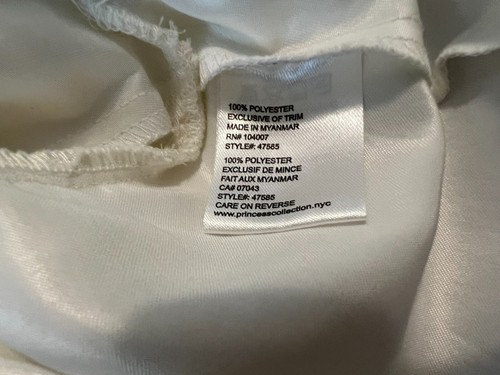 100% POLYESTER
EXCLUSIVE OF TRIM
MADE IN MYANMAR
RN# 104007
STYLE#: 47585
100% POLYESTER
EXCLUSIF DE MINCE
FAIT AUX MYANMAR
CA# 07043
STYLE#: 47585
CARE ON REVERSE
www.princesscollection.nyc